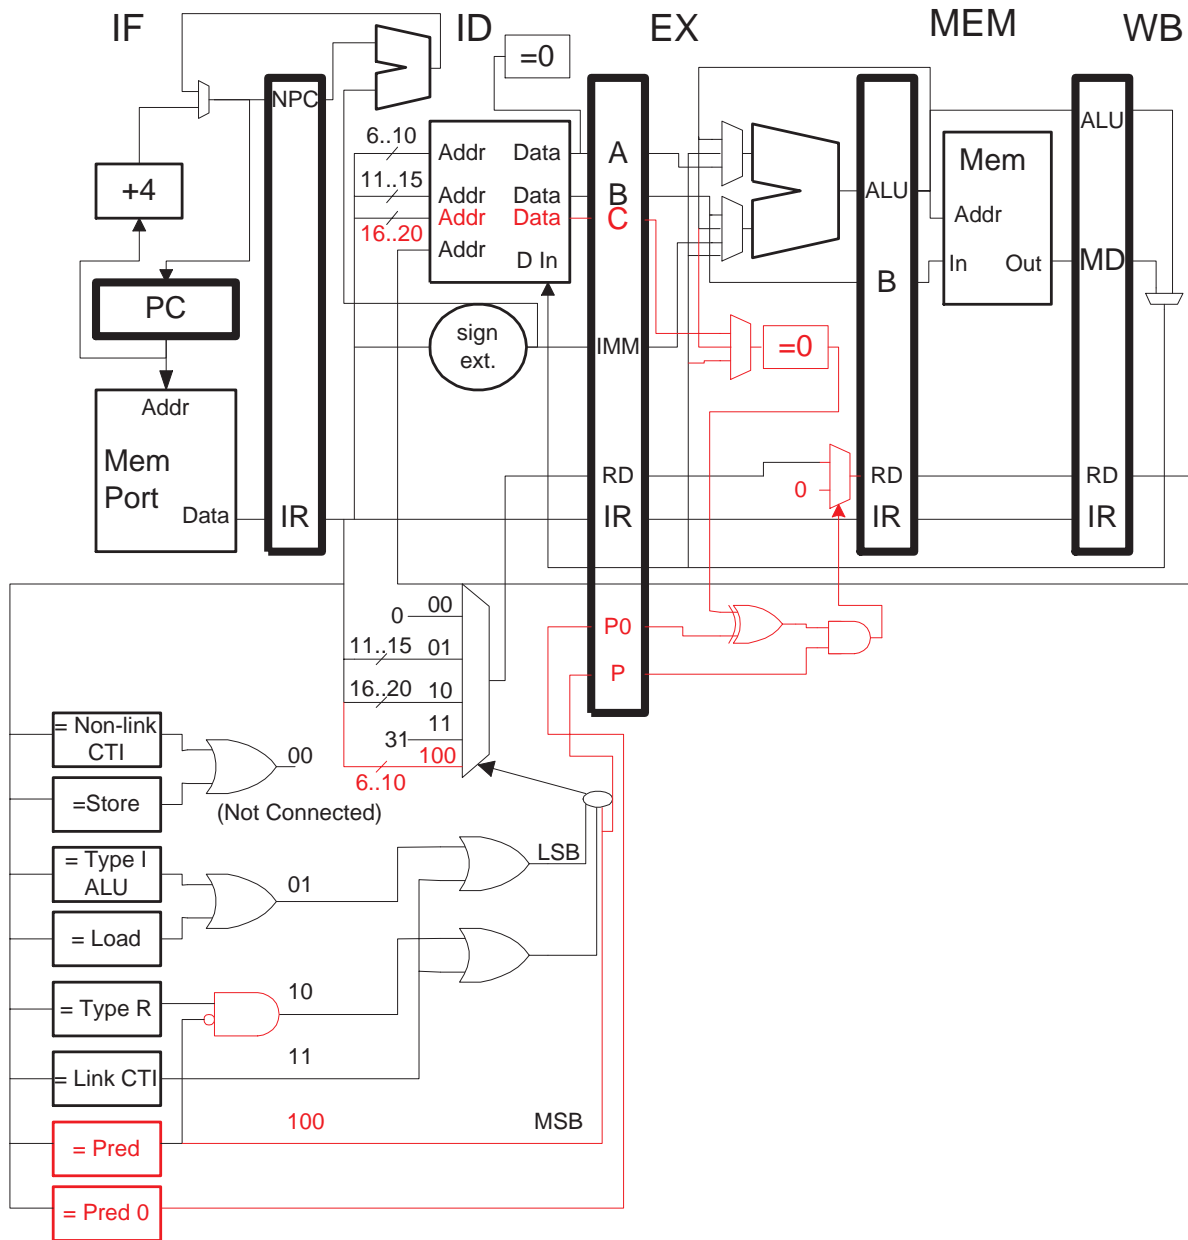 IF
ID
EX
MEM
WB
=0
NPC
+4
PC
Addr
Mem
Port
Data
IR
6..10
11..15
16..20
Addr
Data
Addr
Data
Addr
Data
Addr
D In
sign
ext.
A
B
C
IMM
RD
IR
P0
P
=0
0
ALU
B
RD
IR
Mem
Addr
In
Out
ALU
MD
RD
IR
0
00
11..15
01
16..20
10
31
11
6..10
100
= Non-link
CTI
00
=Store
(Not Connected)
= Type I
ALU
01
LSB
= Load
= Type R
10
= Link CTI
11
= Pred
100
MSB
= Pred 0